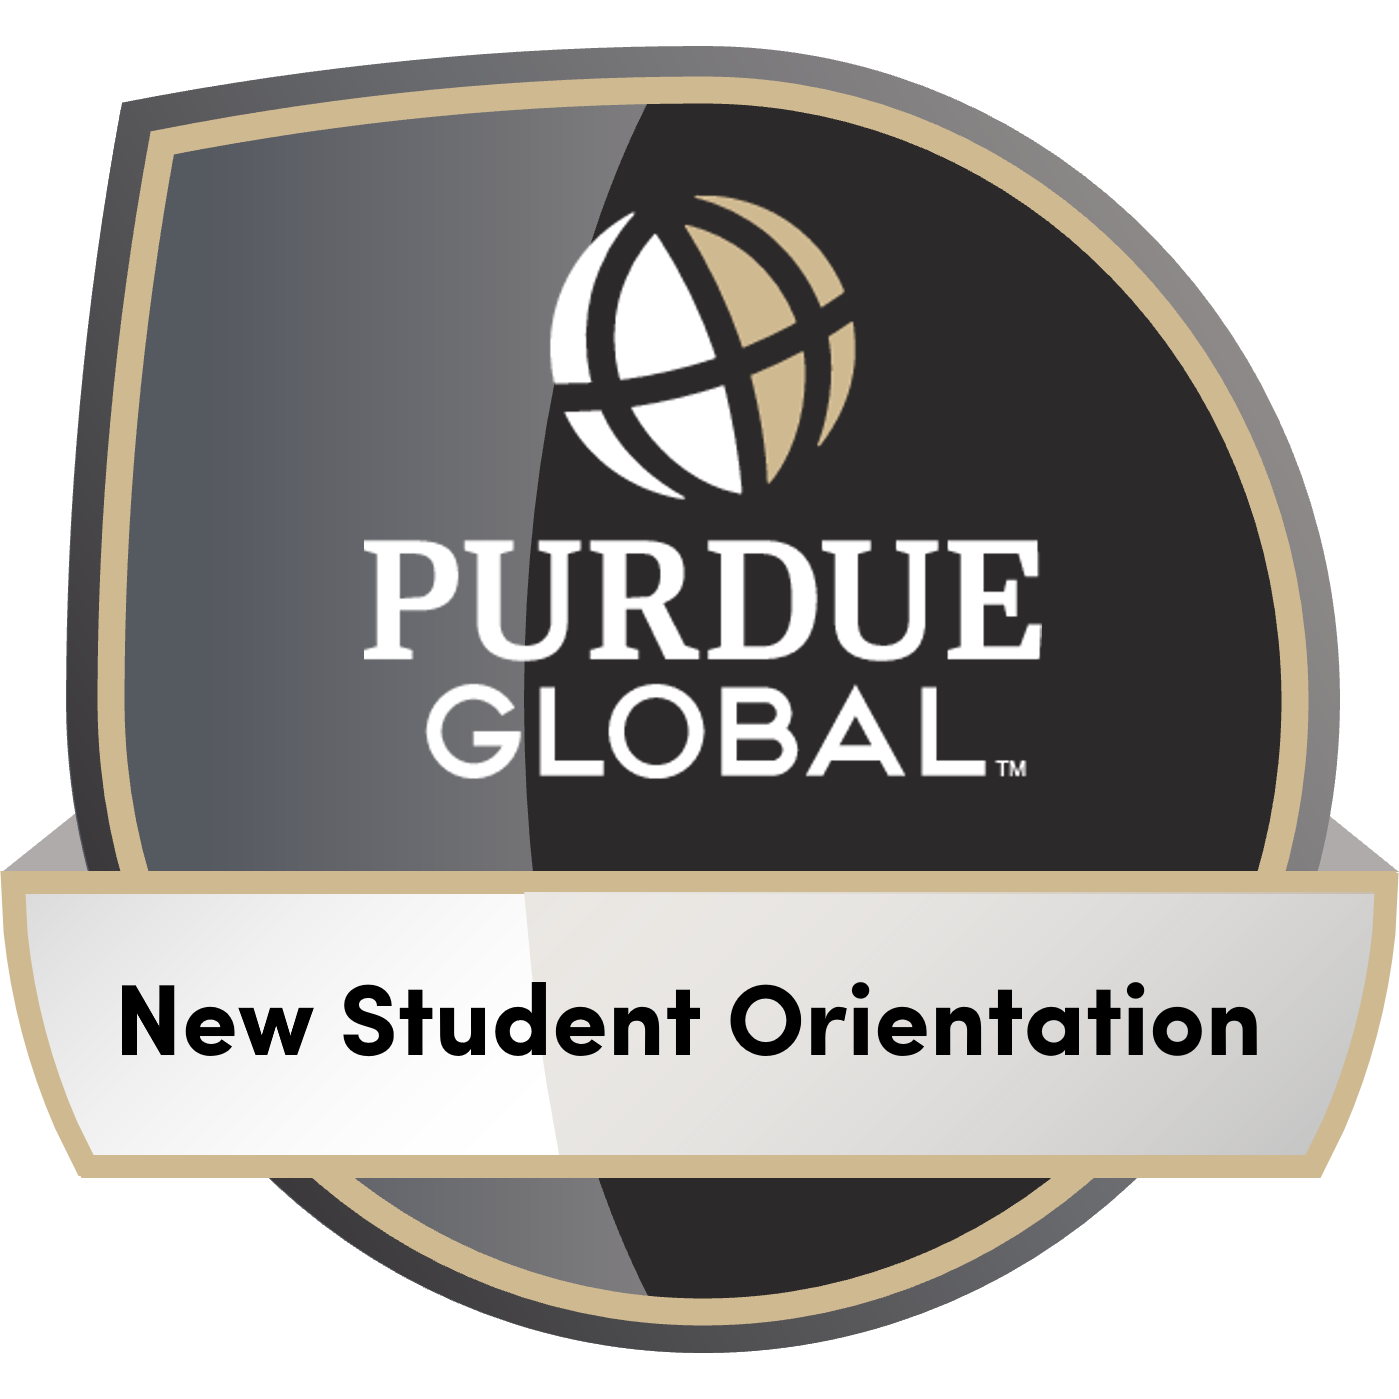 PURDUE
GLOBAL™
New Student Orientation